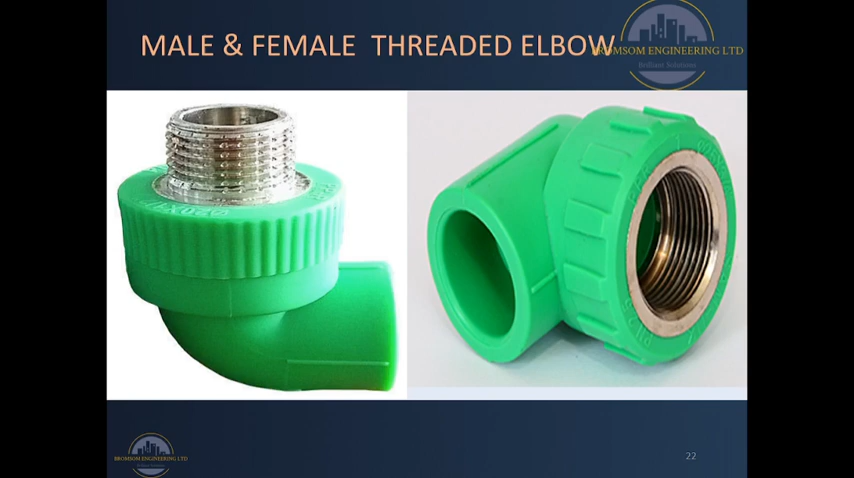 MALE & FEMALE THREADED ELBOW
BROMSOM ENGINEERING LTD
Brilliant Solutions
BROMSOM ENGINEERING LTD
22